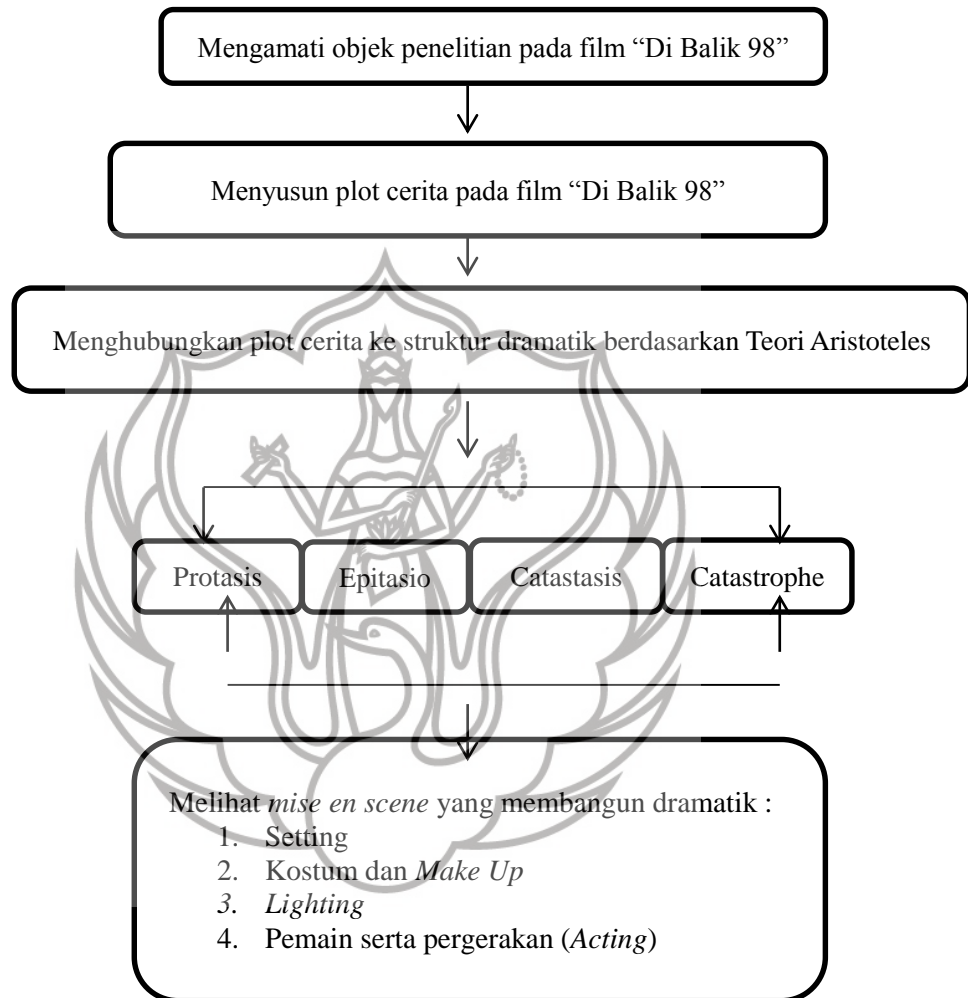 Mengamati objek penelitian pada film “Di Balik 98”
Menyusun plot cerita pada film “Di Balik 98”
Menghubungkan plot cerita ke struktur dramatik berdasarkan Teori Aristoteles
Protasis Epitasio Catastasis Catastrophe
Melihat mise en scene yang membangun dramatik :
1. Setting
2. Kostum dan Make Up
3. Lighting
4. Pemain serta pergerakan (Acting)